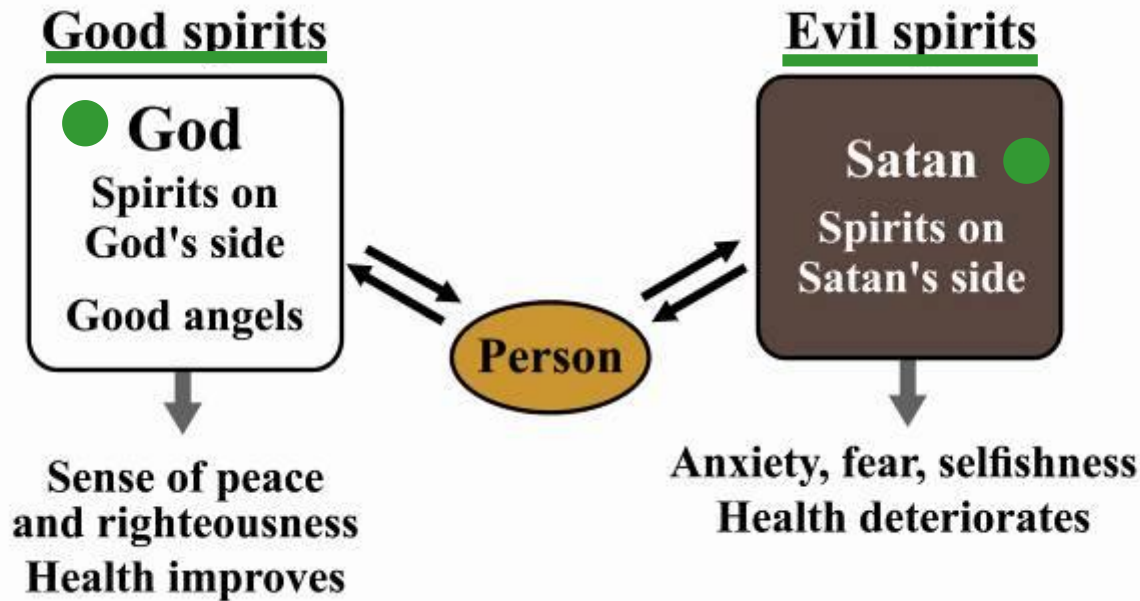 Good spirits
God
Spirits on
God's side
Good angels
Sense of peace
and righteousness
Health improves
Person
Evil spirits
Satan
Spirits on
Satan's side
Anxiety, fear, selfishness
Health deteriorates